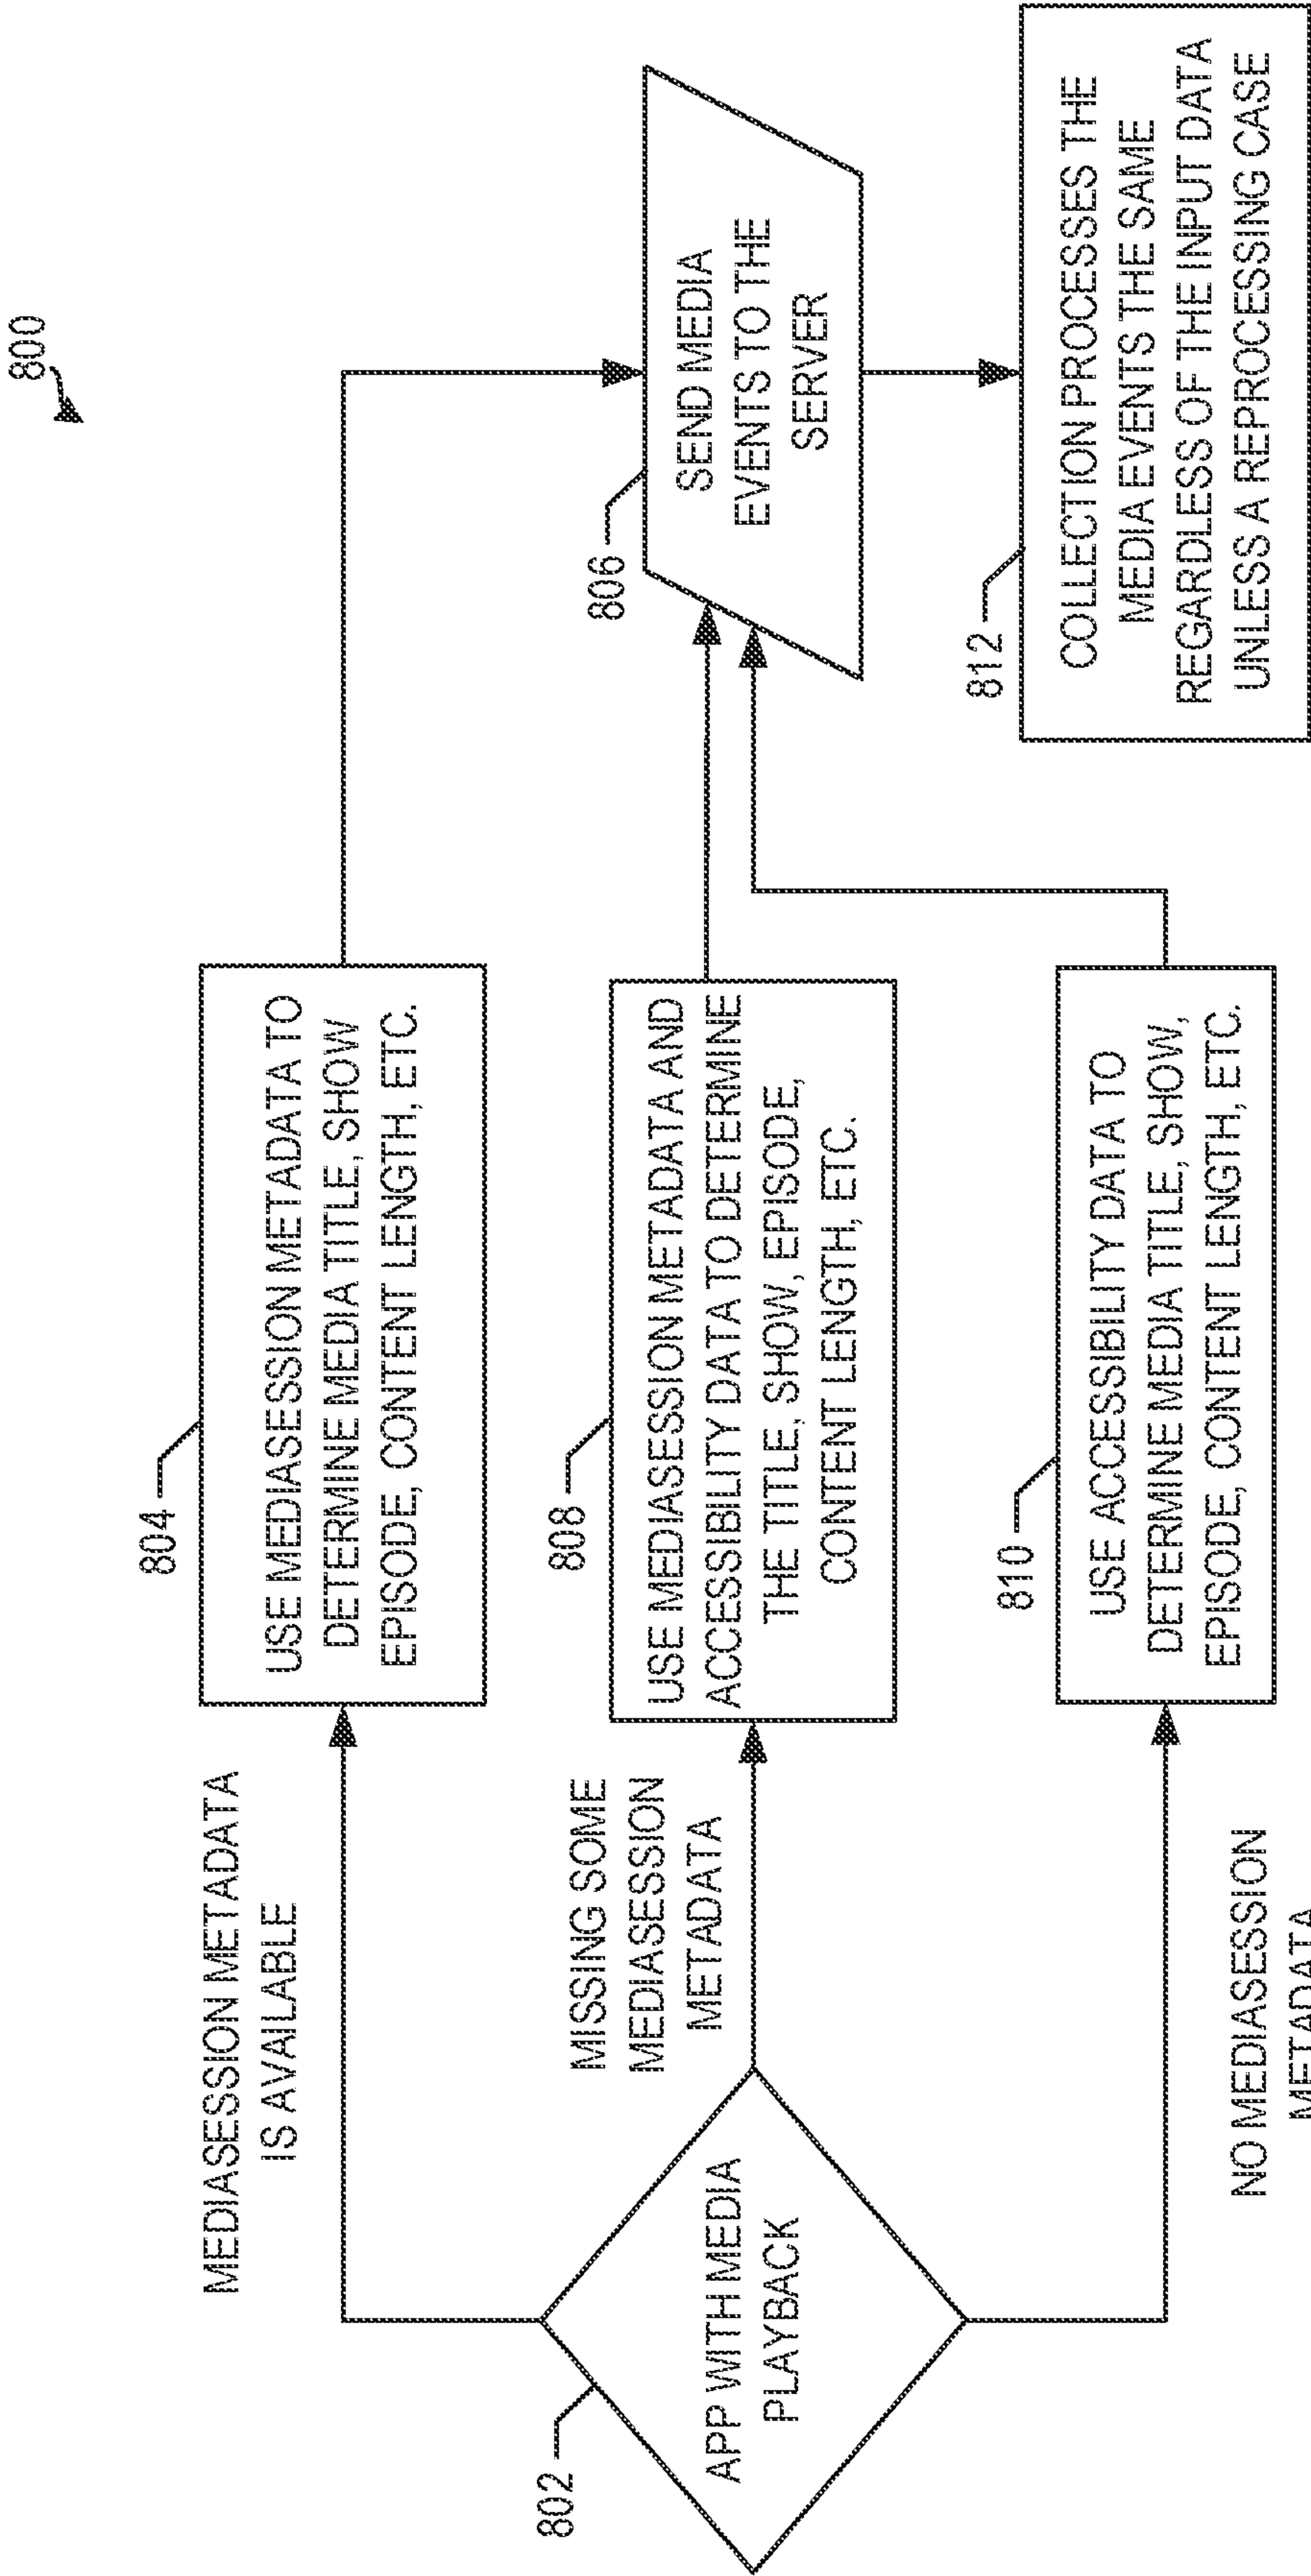 800
802
APP WITH MEDIA
PLAYBACK
MEDIASESSION METADATA
IS AVAILABLE
804
USE MEDIASESSION METADATA TO
DETERMINE MEDIA TITLE, SHOW
EPISODE, CONTENT LENGTH, ETC.
MISSING SOME
MEDIASESSION
METADATA
808
USE MEDIASESSION METADATA AND
ACCESSIBILITY DATA TO DETERMINE
THE TITLE, SHOW, EPISODE,
CONTENT LENGTH, ETC.
NO MEDIASESSION
METADATA
810
USE ACCESSIBILITY DATA TO
DETERMINE MEDIA TITLE, SHOW,
EPISODE, CONTENT LENGTH, ETC.
806
SEND MEDIA
EVENTS TO THE
SERVER
812
COLLECTION PROCESSES THE
MEDIA EVENTS THE SAME
REGARDLESS OF THE INPUT DATA
UNLESS A REPROCESSING CASE